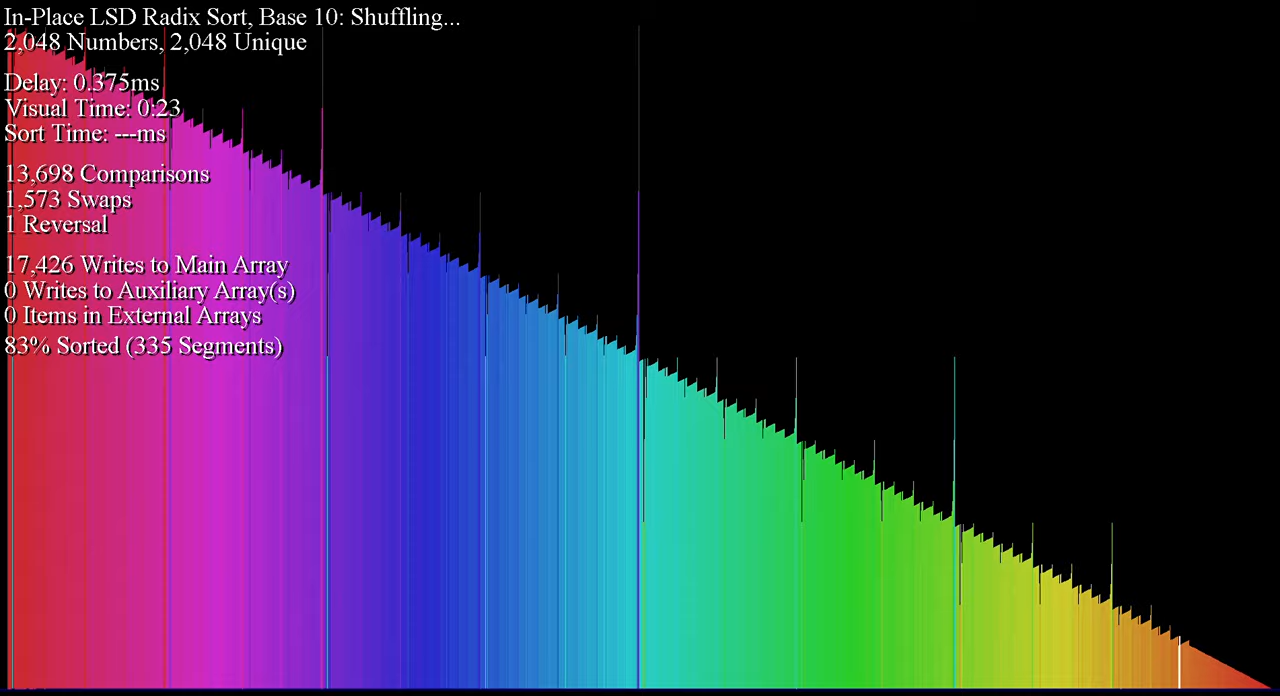 In-Place LSD Radix Sort, Base 10: Shuffling...
2,048 Numbers, 2,048 Unique
Delay: 0.375ms
Visual Time: 0:23
Sort Time: ---ms
13,698 Comparisons
1,573 Swaps
1 Reversal
17,426 Writes to Main Array
0 Writes to Auxiliary Array(s)
0 Items in External Arrays
83% Sorted (335 Segments)